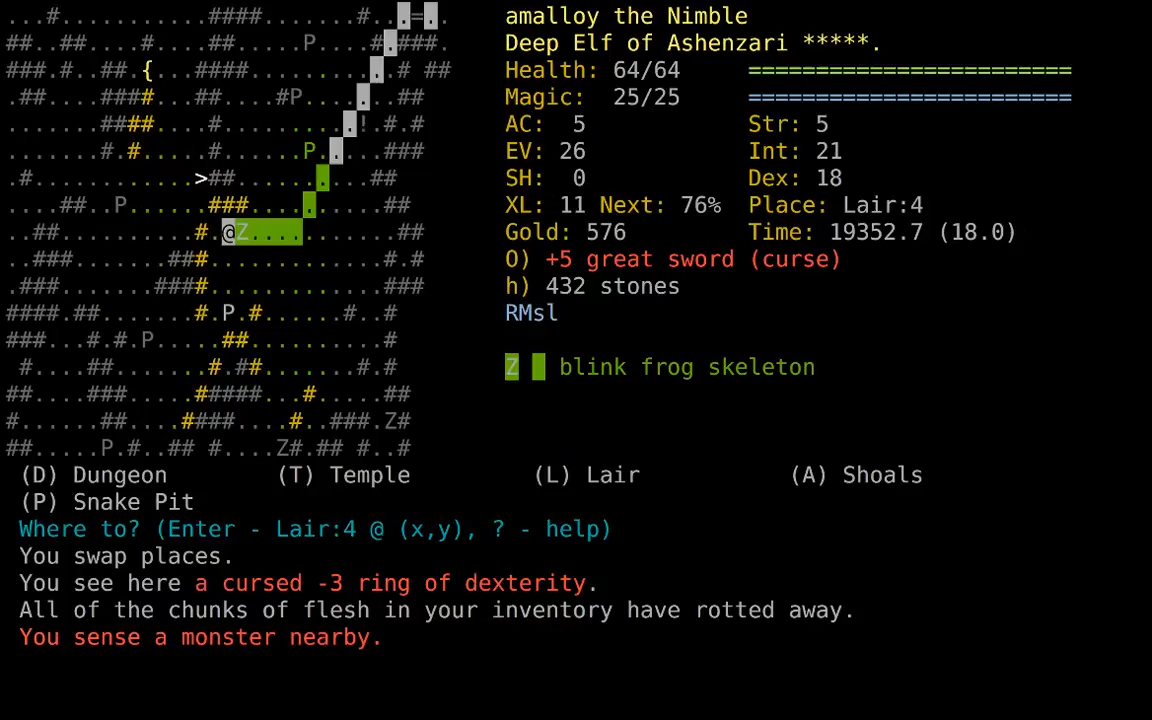 ...#...........####.........#..  .=. .
##..##....#....##.....P....#.###.
###.#..##.{...####..........# ##
.##....####...##....#P......##
........####....#.........!.#.#
.......#.#.....#......P....###
.#............>##..........##
....##..P......###.........##
..##..........#.@Z...........##
..###.......###.............#.#
.###.......####.............###
####.##........#.P.#......#..#
###...#.#.P.....##..........#
#....##.......#.##.......#.#
##............#####...#.....##
#.....##....#.####....#..###.Z#
##.....P.#..## #....Z#.## #..#
amalloy the Nimble
Deep Elf of Ashenzari *****.
Health: 64/64 ========================
Magic: 25/25 ========================
AC: 5 Str: 5
EV: 26 Int: 21
SH: 0 Dex: 18
XL: 11 Next: 76% Place: Lair:4
Gold: 576 Time: 19352.7 (18.0)
O) +5 great sword (curse)
h) 432 stones
RMsl
Z blink frog skeleton
(D) Dungeon (T) Temple (L) Lair (A) Shoals
(P) Snake Pit
Where to? (Enter - Lair:4 @ (x,y), ? - help)
You swap places.
You see here a cursed -3 ring of dexterity.
All of the chunks of flesh in your inventory have rotted away.
You sense a monster nearby.